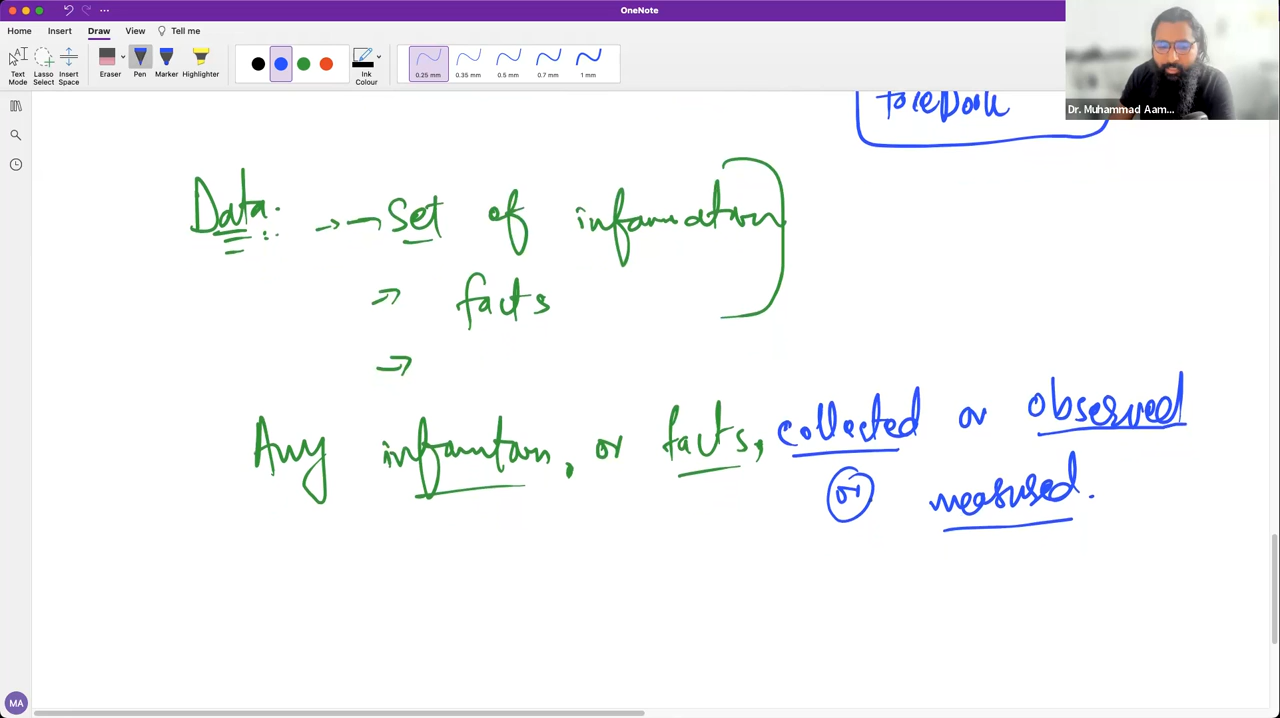 OneNote
Home Insert Draw View Tell me
Text Mode
Lasso Select
Insert Space
Eraser
Pen
Marker
Highlighter
Ink Colour
0.25 mm
0.35 mm
0.5 mm
0.7 mm
1 mm
Dr. Muhammad Aam...
facebook
Data: → - Set of information
⇒ facts
⇒
Any information, or facts, collected or observed
or measured.
MA